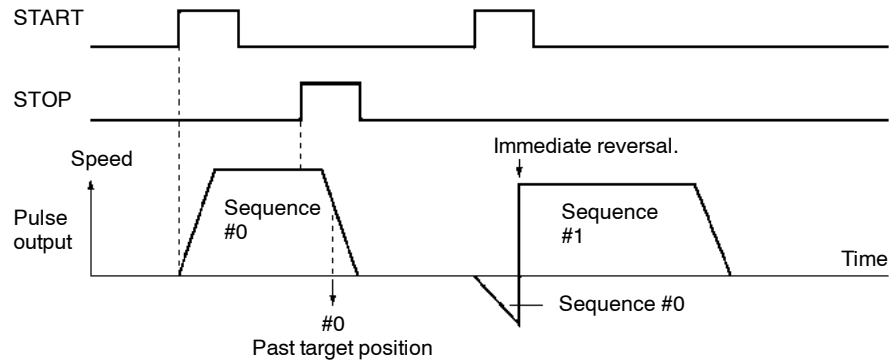 START
STOP
Immediate reversal.
Speed
Pulse
output
Sequence
#0
Sequence
#1
Time
Sequence #0
#0
Past target position